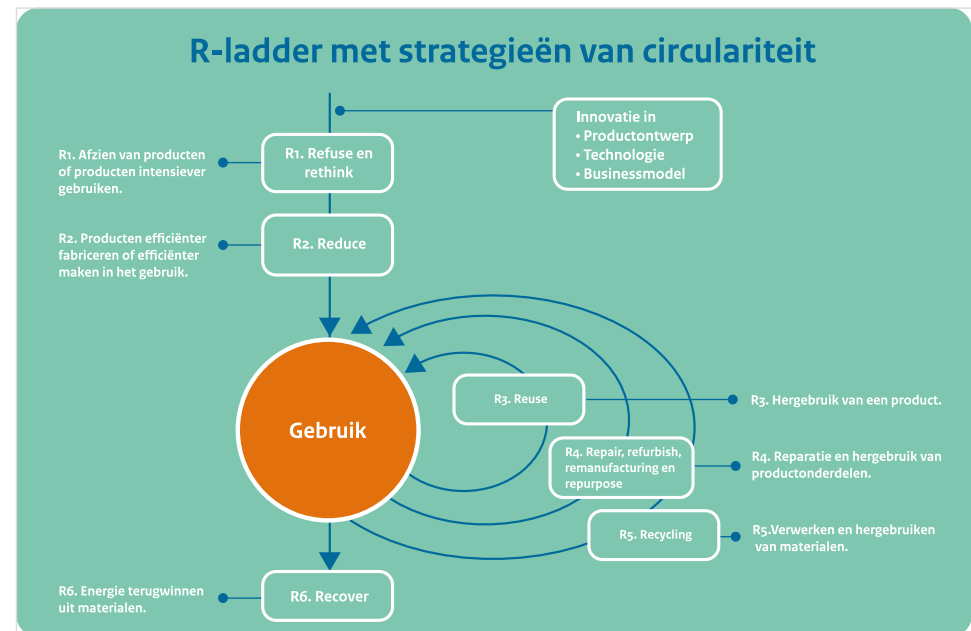 R-ladder met strategieën van circulariteit
Innovatie in
• Productontwerp
• Technologie
• Businessmodel
R1. Afzien van producten
of producten intensiever
gebruiken.
R1. Refuse en
rethink
R2. Producten efficiënter
fabriceren of efficiënter
maken in het gebruik.
R2. Reduce
Gebruik
R3. Reuse
R3. Hergebruik van een product.
R4. Repair, refurbish,
remanufacturing en
repurpose
R4. Reparatie en hergebruik van
productonderdelen.
R5. Recycling
R5.Verwerken en hergebruiken
van materialen.
R6. Energie terugwinnen
uit materialen.
R6. Recover